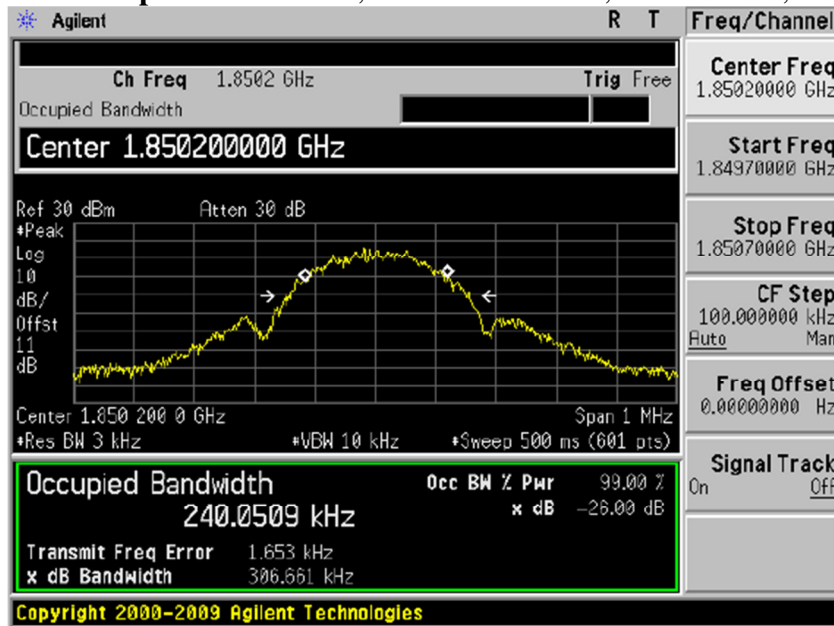 Agilent R T
Freq/Channel
Ch Freq 1.8502 GHz Trig Free
Occupied Bandwidth
Center 1.850200000 GHz
Ref 30 dBm Atten 30 dB
#Peak
Log
10
dB/
Offst
11
dB
Center 1.850 200 0 GHz Span 1 MHz
#Res BW 3 kHz #VBW 10 kHz #Sweep 500 ms (601 pts)
Occupied Bandwidth Occ BW % Pwr 99.00 %
240.0509 kHz x dB -26.00 dB
Transmit Freq Error 1.653 kHz
x dB Bandwidth 306.661 kHz
Copyright 2000-2009 Agilent Technologies
Center Freq
1.85020000 GHz
Start Freq
1.84970000 GHz
Stop Freq
1.85070000 GHz
CF Step
100.000000 kHz
Auto Man
Freq Offset
0.00000000 Hz
Signal Track
On Off